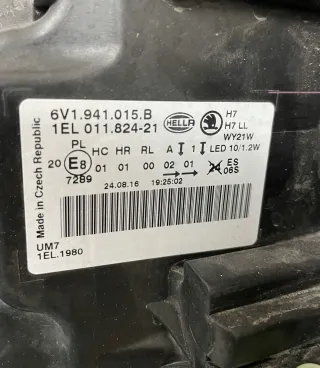 6V1.941.015.B
1EL 011.824-21
HELLA
H7
H7 LL
WY21W
PL HC HR RL A 1 LED 10/1.2W
20 E8 01 01 00 02 01 24 ES
06S
7289
24.08.16 19:25:02
Made in Czech Republic
UM7
1EL.1980